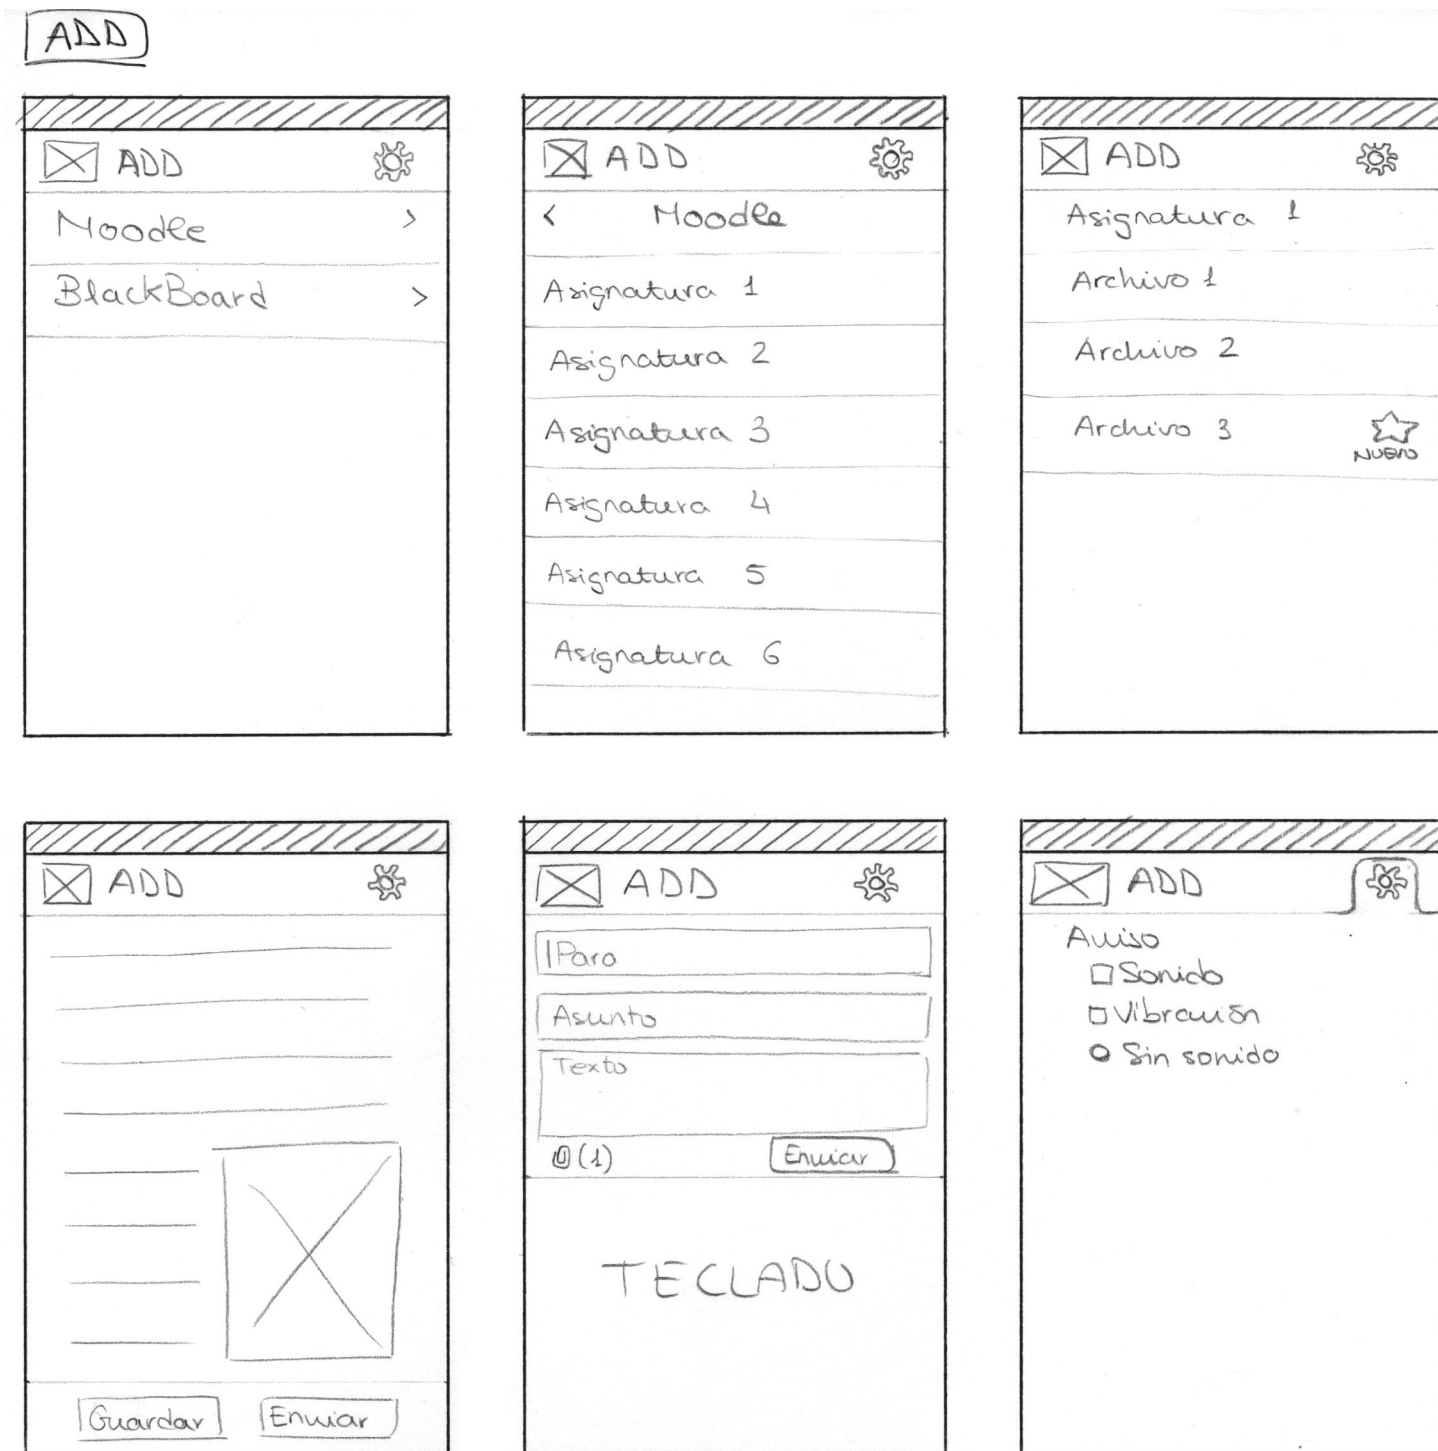 ADD
ADD
Moodle >
BlackBoard >
ADD
< Moodle
Asignatura 1
Asignatura 2
Asignatura 3
Asignatura 4
Asignatura 5
Asignatura 6
ADD
Asignatura 1
Archivo 1
Archivo 2
Archivo 3
NUEVO
ADD
Guardar
Enviar
ADD
Para
Asunto
Texto
(1)
Enviar
TECLADO
ADD
Aviso
Sonido
Vibración
Sin sonido